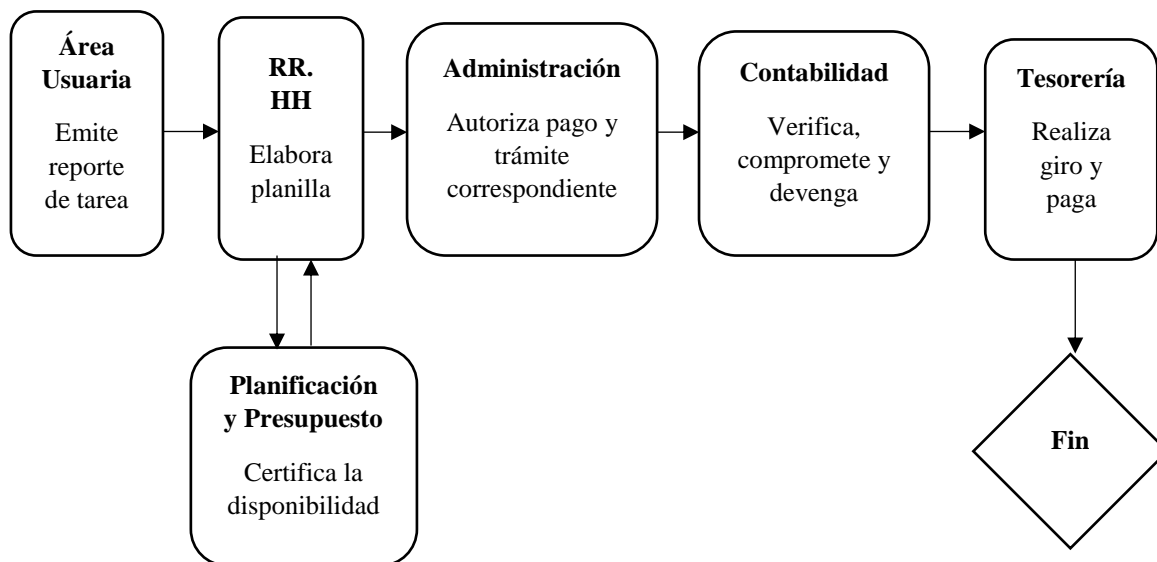 Área
Usuaria
Emite
reporte
de tarea
RR.
HH
Elabora
planilla
Administración
Autoriza pago y
trámite
correspondiente
Contabilidad
Verifica,
compromete y
devenga
Tesorería
Realiza
giro y
paga
Planificación
y Presupuesto
Certifica la
disponibilidad
Fin